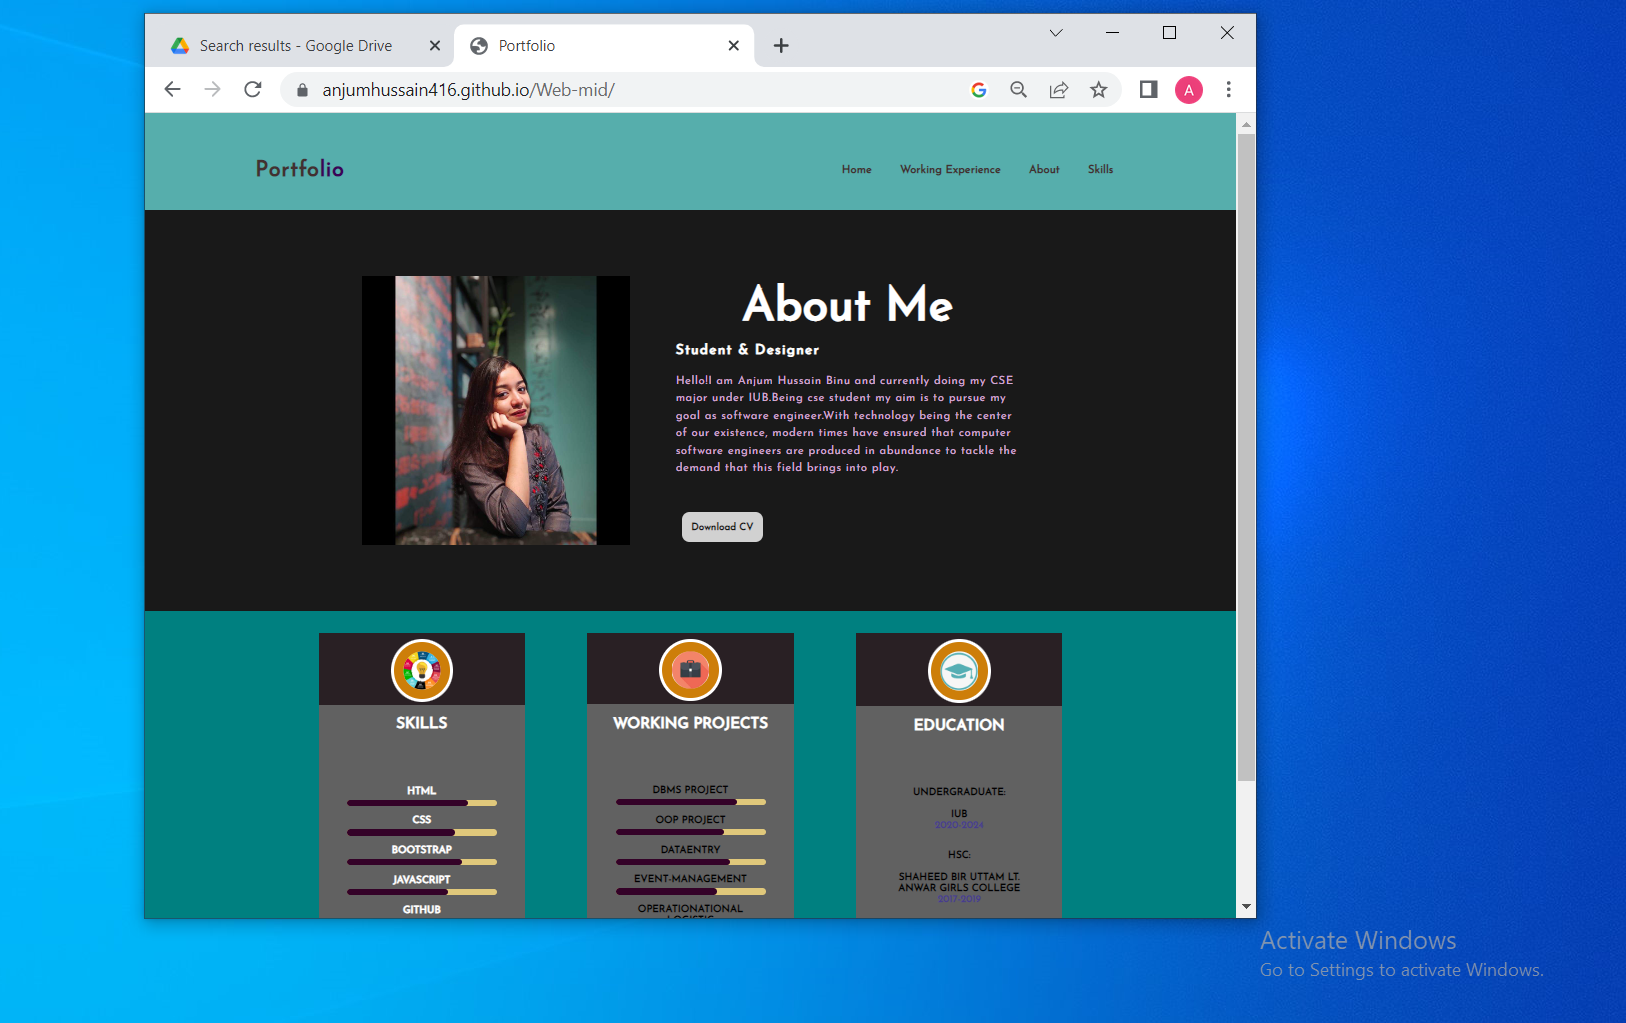 Search results - Google Drive
Portfolio
anjumhussain416.github.io/Web-mid/
A
Portfolio
Home
Working Experience
About
Skills
About Me
Student & Designer
Hello!I am Anjum Hussain Binu and currently doing my CSE
major under IUB.Being cse student my aim is to pursue my
goal as software engineer.With technology being the center
of our existence, modern times have ensured that computer
software engineers are produced in abundance to tackle the
demand that this field brings into play.
Download CV
SKILLS
HTML
CSS
BOOTSTRAP
JAVASCRIPT
GITHUB
WORKING PROJECTS
DBMS PROJECT
OOP PROJECT
DATAENTRY
EVENT-MANAGEMENT
OPERATIONATIONAL
LOGISTIC
EDUCATION
UNDERGRADUATE:
IUB
2020-2024
HSC:
SHAHEED BIR UTTAM LT.
ANWAR GIRLS COLLEGE
2017-2019
Activate Windows
Go to Settings to activate Windows.